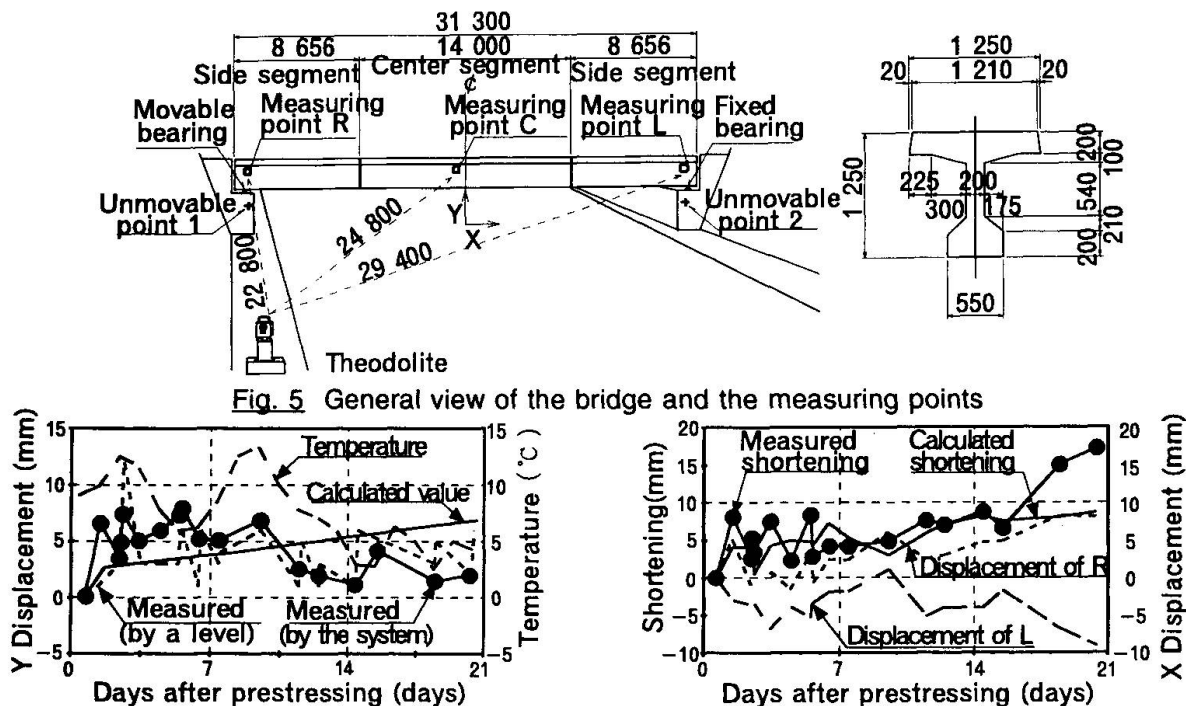 31 300
8 656
14 000
8 656
Side segment
Center segment
℄
Side segment
Movable
bearing
Measuring
point R
Measuring
point C
Measuring
point L
Fixed
bearing
Unmovable
point 1
Unmovable
point 2
Y
X
22 800
24 800
29 400
Theodolite
1 250
20
1 210
20
1 250
200
100
540
210
200
225
200
300
175
550
Fig. 5 General view of the bridge and the measuring points
Y Displacement (mm)
15
10
5
0
-5
Temperature
Calculated value
Measured
(by a level)
Measured
(by the system)
15
10
5
0
-5
Temperature (°C)
0
7
14
21
Days after prestressing (days)
Shortening(mm)
20
15
10
5
0
-5
-10
Measured
shortening
Calculated
shortening
Displacement of R
Displacement of L
20
15
10
5
0
-5
-10
X Displacement (mm)
0
7
14
21
Days after prestressing (days)